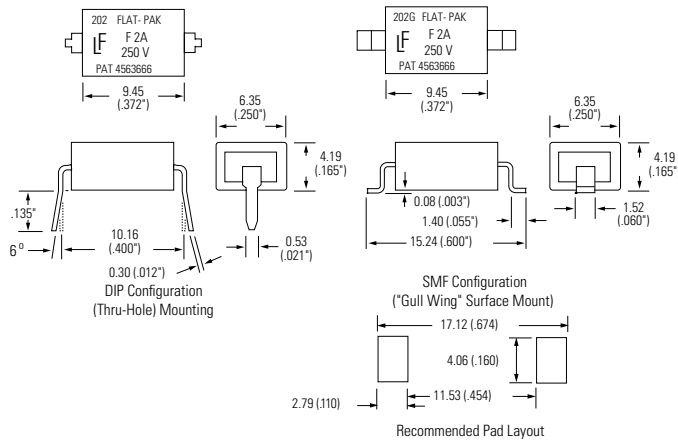 202 FLAT- PAK
LF F 2A
250 V
PAT 4563666
9.45
(.372")
202G FLAT- PAK
LF F 2A
250 V
PAT 4563666
9.45
(.372")
6.35
(.250")
4.19
(.165")
.135"
6°
10.16
(.400")
0.30 (.012")
0.53
(.021")
DIP Configuration
(Thru-Hole) Mounting
6.35
(.250")
4.19
(.165"
0.08 (.003")
1.40 (.055")
15.24 (.600")
1.52
(.060")
SMF Configuration
("Gull Wing" Surface Mount)
17.12 (.674)
4.06 (.160)
2.79 (.110)
11.53 (.454)
Recommended Pad Layout